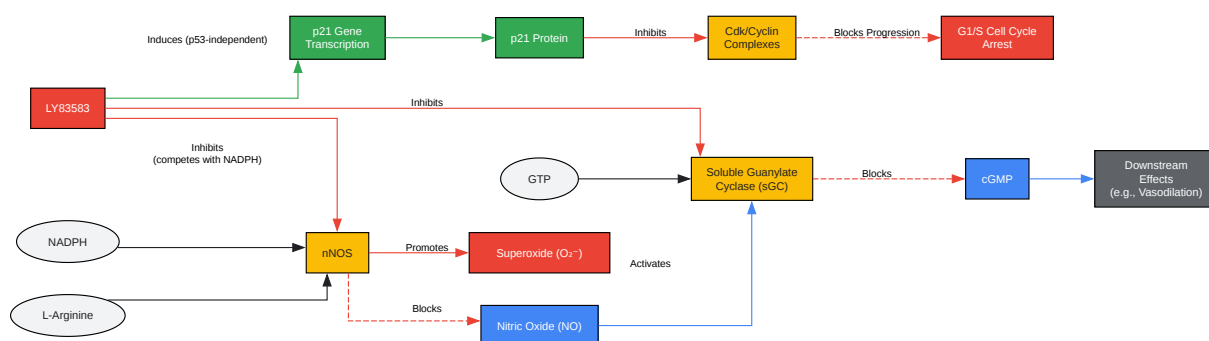 Induces (p53-independent)
p21 Gene
Transcription
p21 Protein
Inhibits
Cdk/Cyclin
Complexes
Blocks Progression
G1/S Cell Cycle
Arrest
LY83583
Inhibits
Inhibits
(competes with NADPH)
GTP
Soluble Guanylate
Cyclase (sGC)
Blocks
cGMP
Downstream
Effects
(e.g., Vasodilation)
NADPH
nNOS
Promotes
Superoxide (O₂⁻)
Activates
L-Arginine
Blocks
Nitric Oxide (NO)